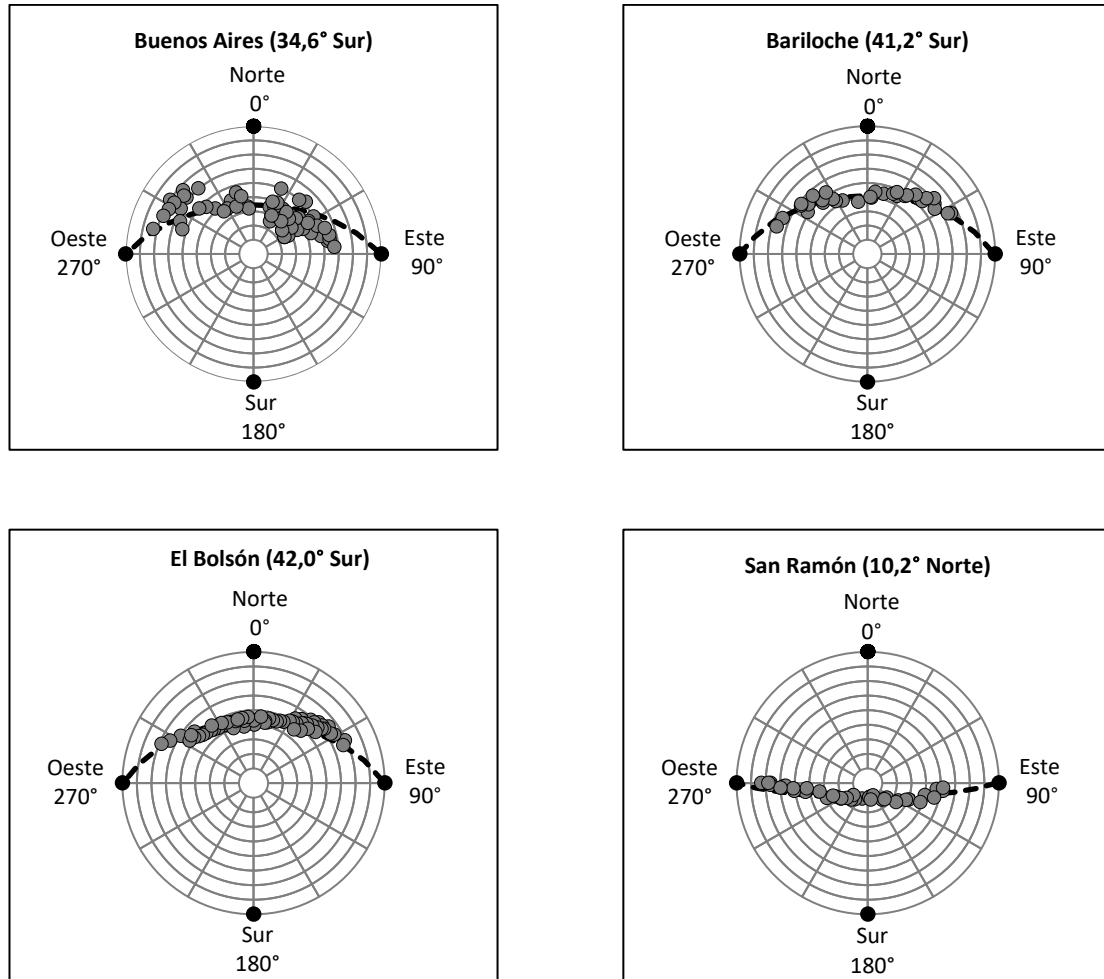 Buenos Aires (34,6° Sur)
Norte
0°
Oeste
270°
Este
90°
Sur
180°
Bariloche (41,2° Sur)
Norte
0°
Oeste
270°
Este
90°
Sur
180°
El Bolsón (42,0° Sur)
Norte
0°
Oeste
270°
Este
90°
Sur
180°
San Ramón (10,2° Norte)
Norte
0°
Oeste
270°
Este
90°
Sur
180°